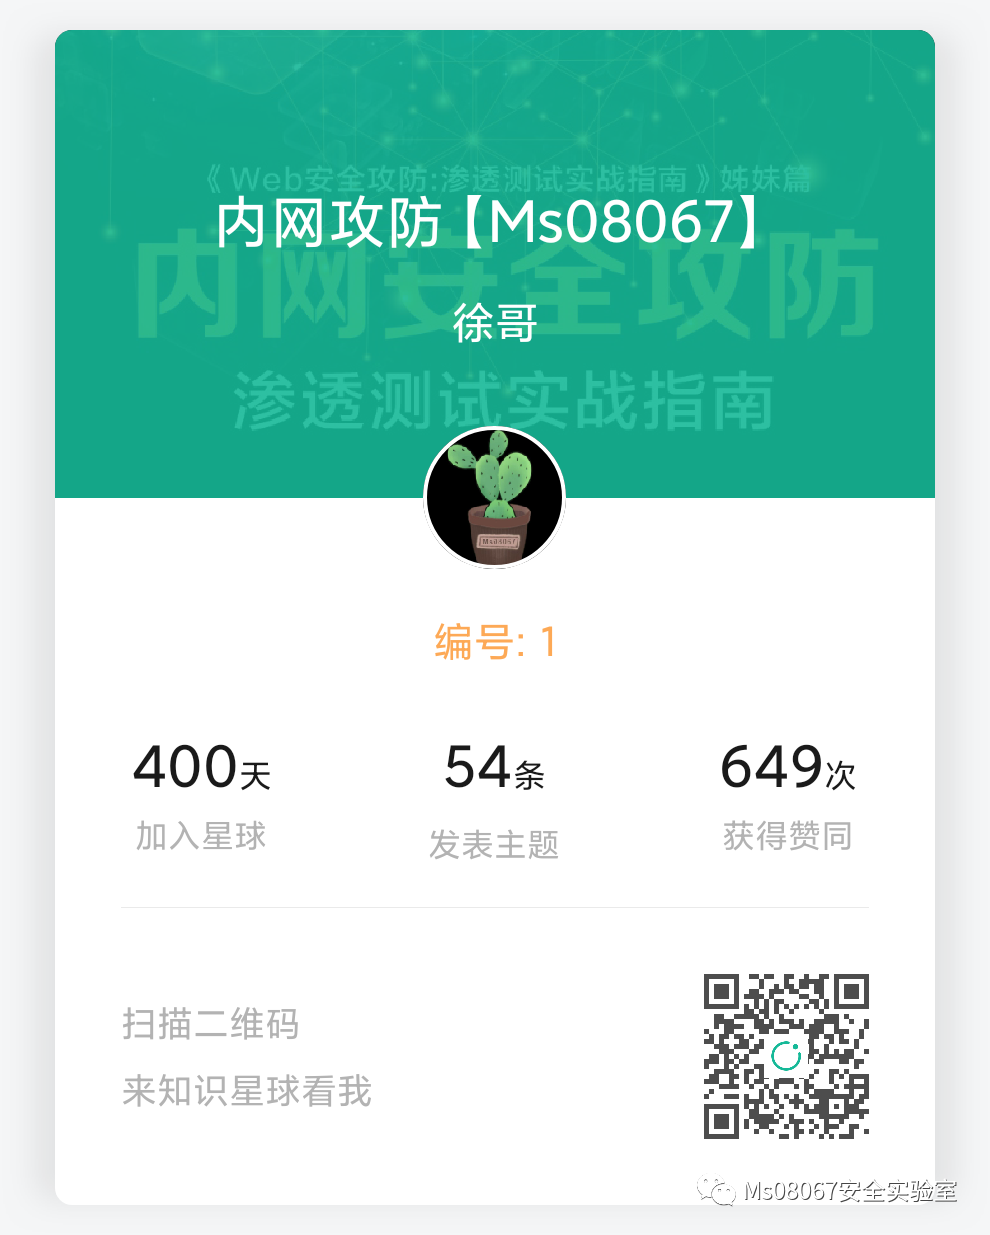 《Web安全攻防:渗透测试实战指南》姊妹篇
内网攻防【Ms08067】
内网安全攻防
徐哥
渗透测试实战指南
Ms08067
编号: 1
400天
54条
649次
加入星球
发表主题
获得赞同
扫描二维码
来知识星球看我
Ms08067安全实验室